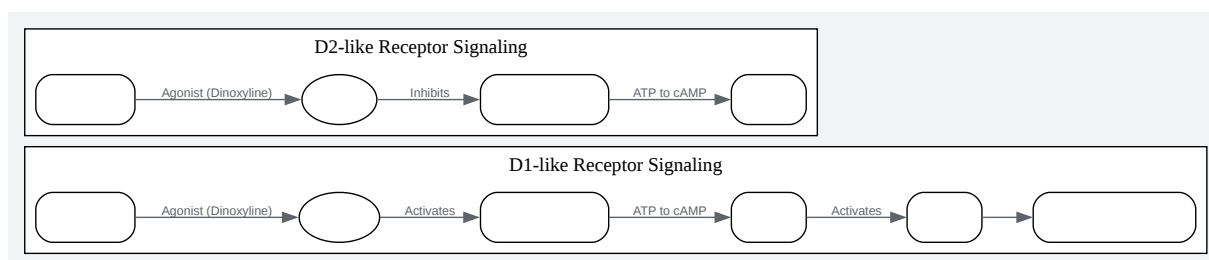 D2-like Receptor Signaling
Agonist (Dinoxyline) Inhibits ATP to cAMP
D1-like Receptor Signaling
Agonist (Dinoxyline) Activates ATP to cAMP Activates